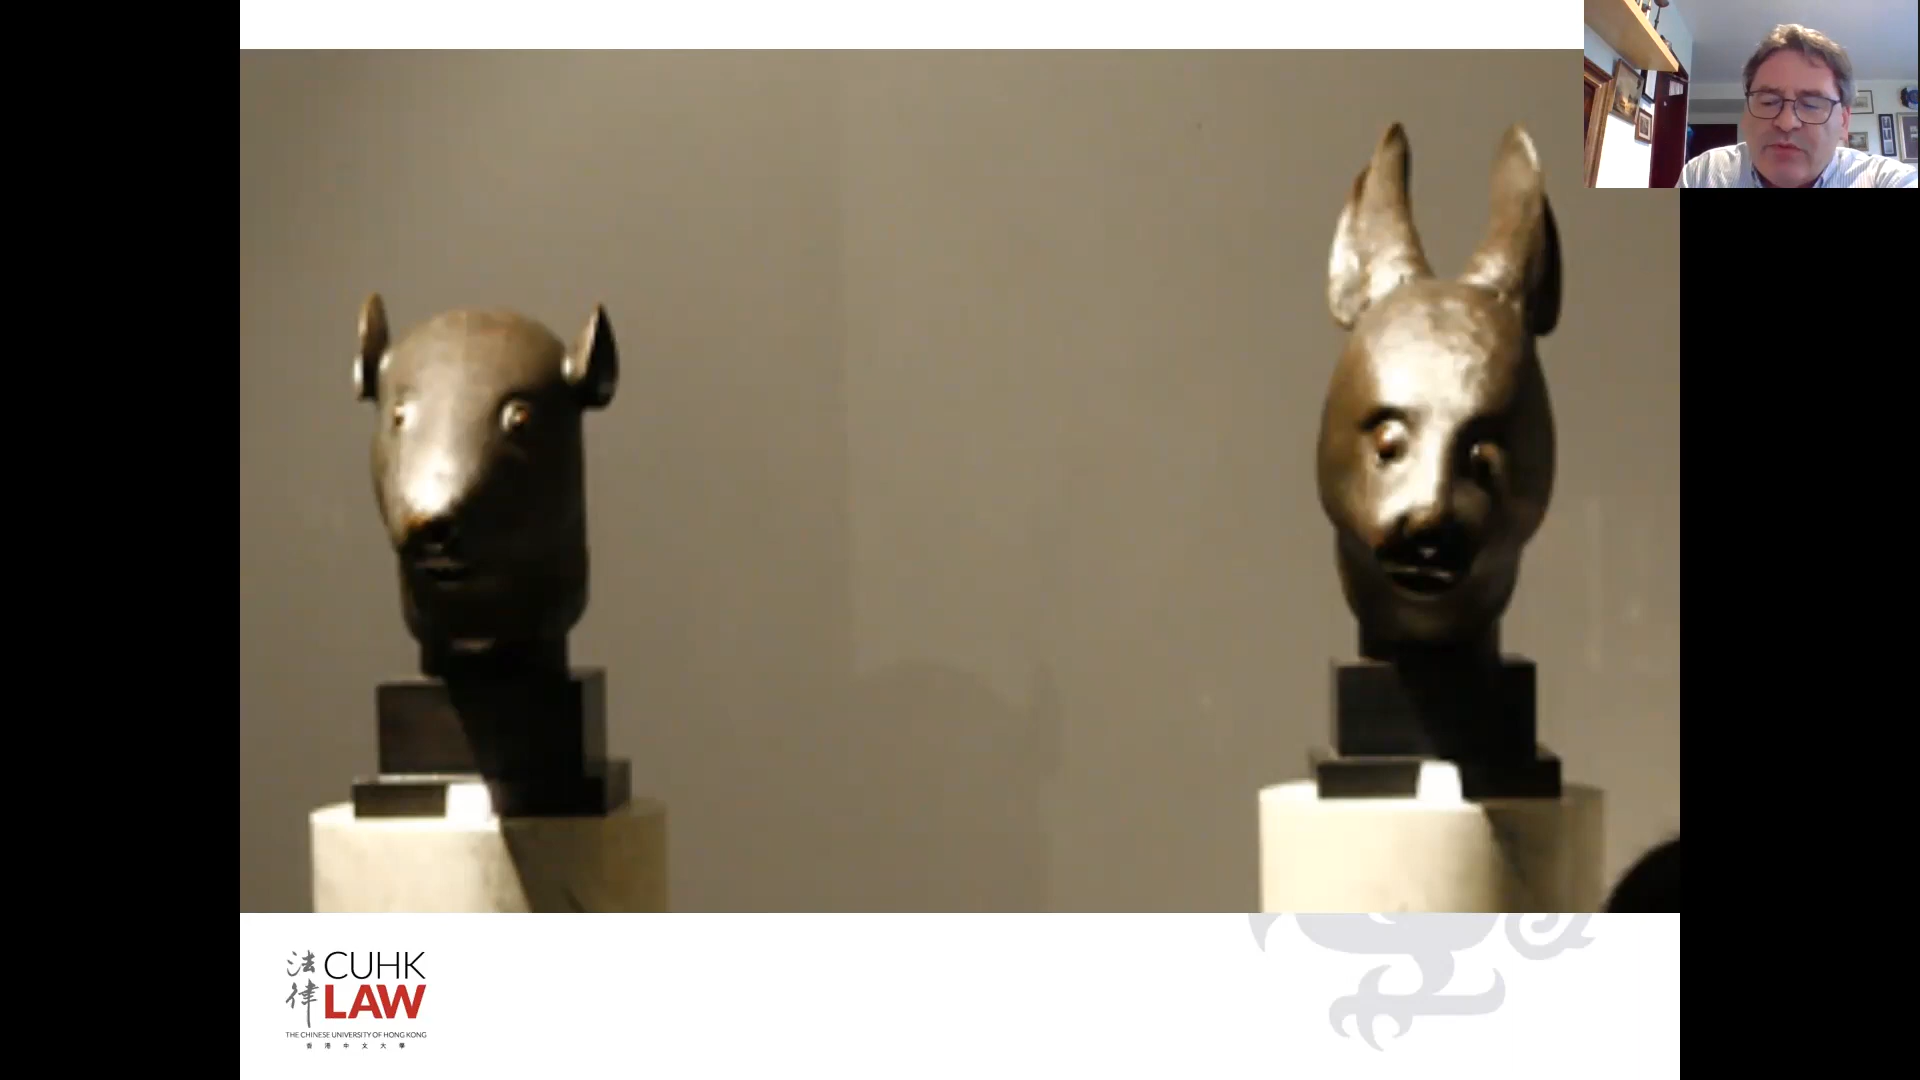 法律
CUHK
LAW
THE CHINESE UNIVERSITY OF HONG KONG
香港中文大學